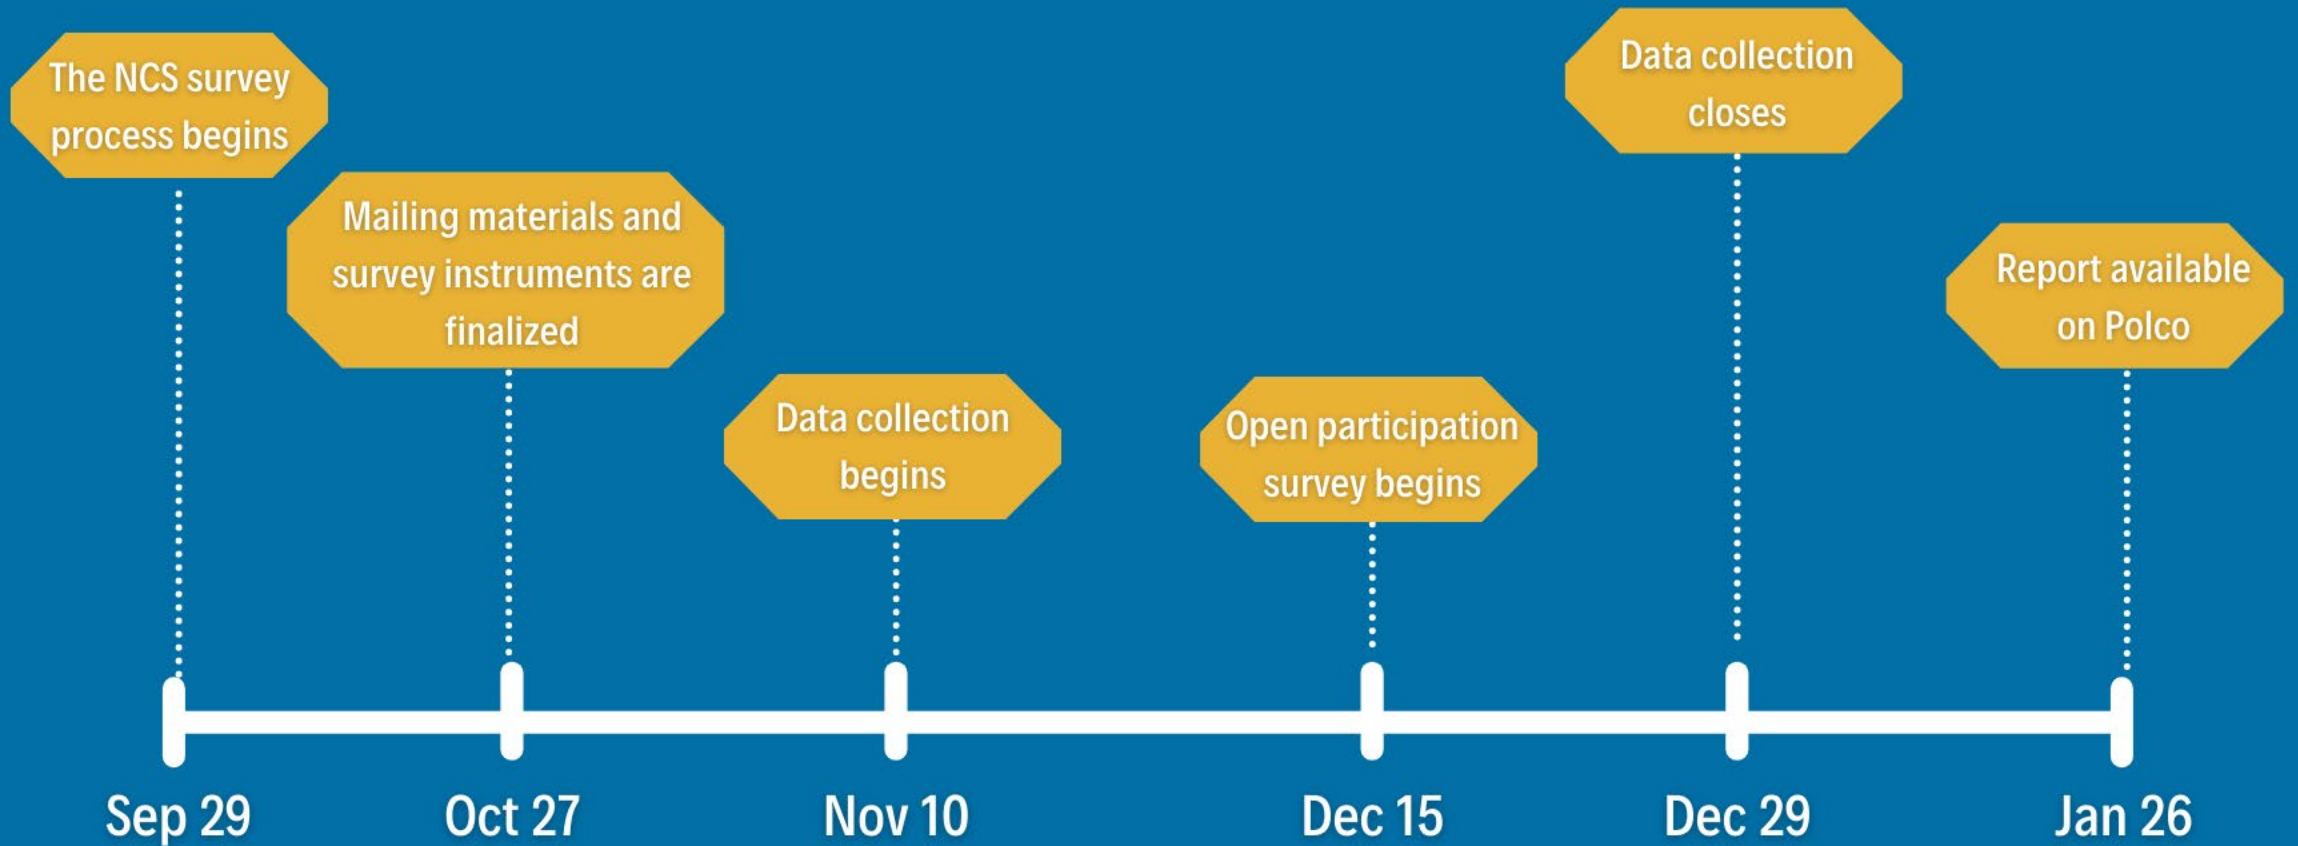 The NCS survey
process begins
Mailing materials and
survey instruments are
finalized
Data collection
begins
Open participation
survey begins
Data collection
closes
Report available
on Polco
Sep 29
Oct 27
Nov 10
Dec 15
Dec 29
Jan 26